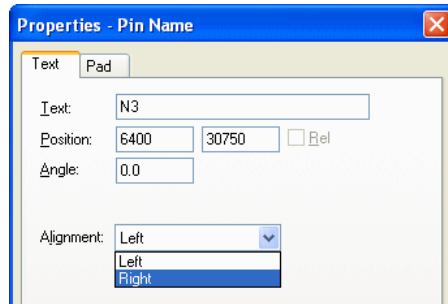 Properties - Pin Name
Text Pad
Text: N3
Position: 6400 30750 Rel
Angle: 0.0
Alignment: Left
Left
Right